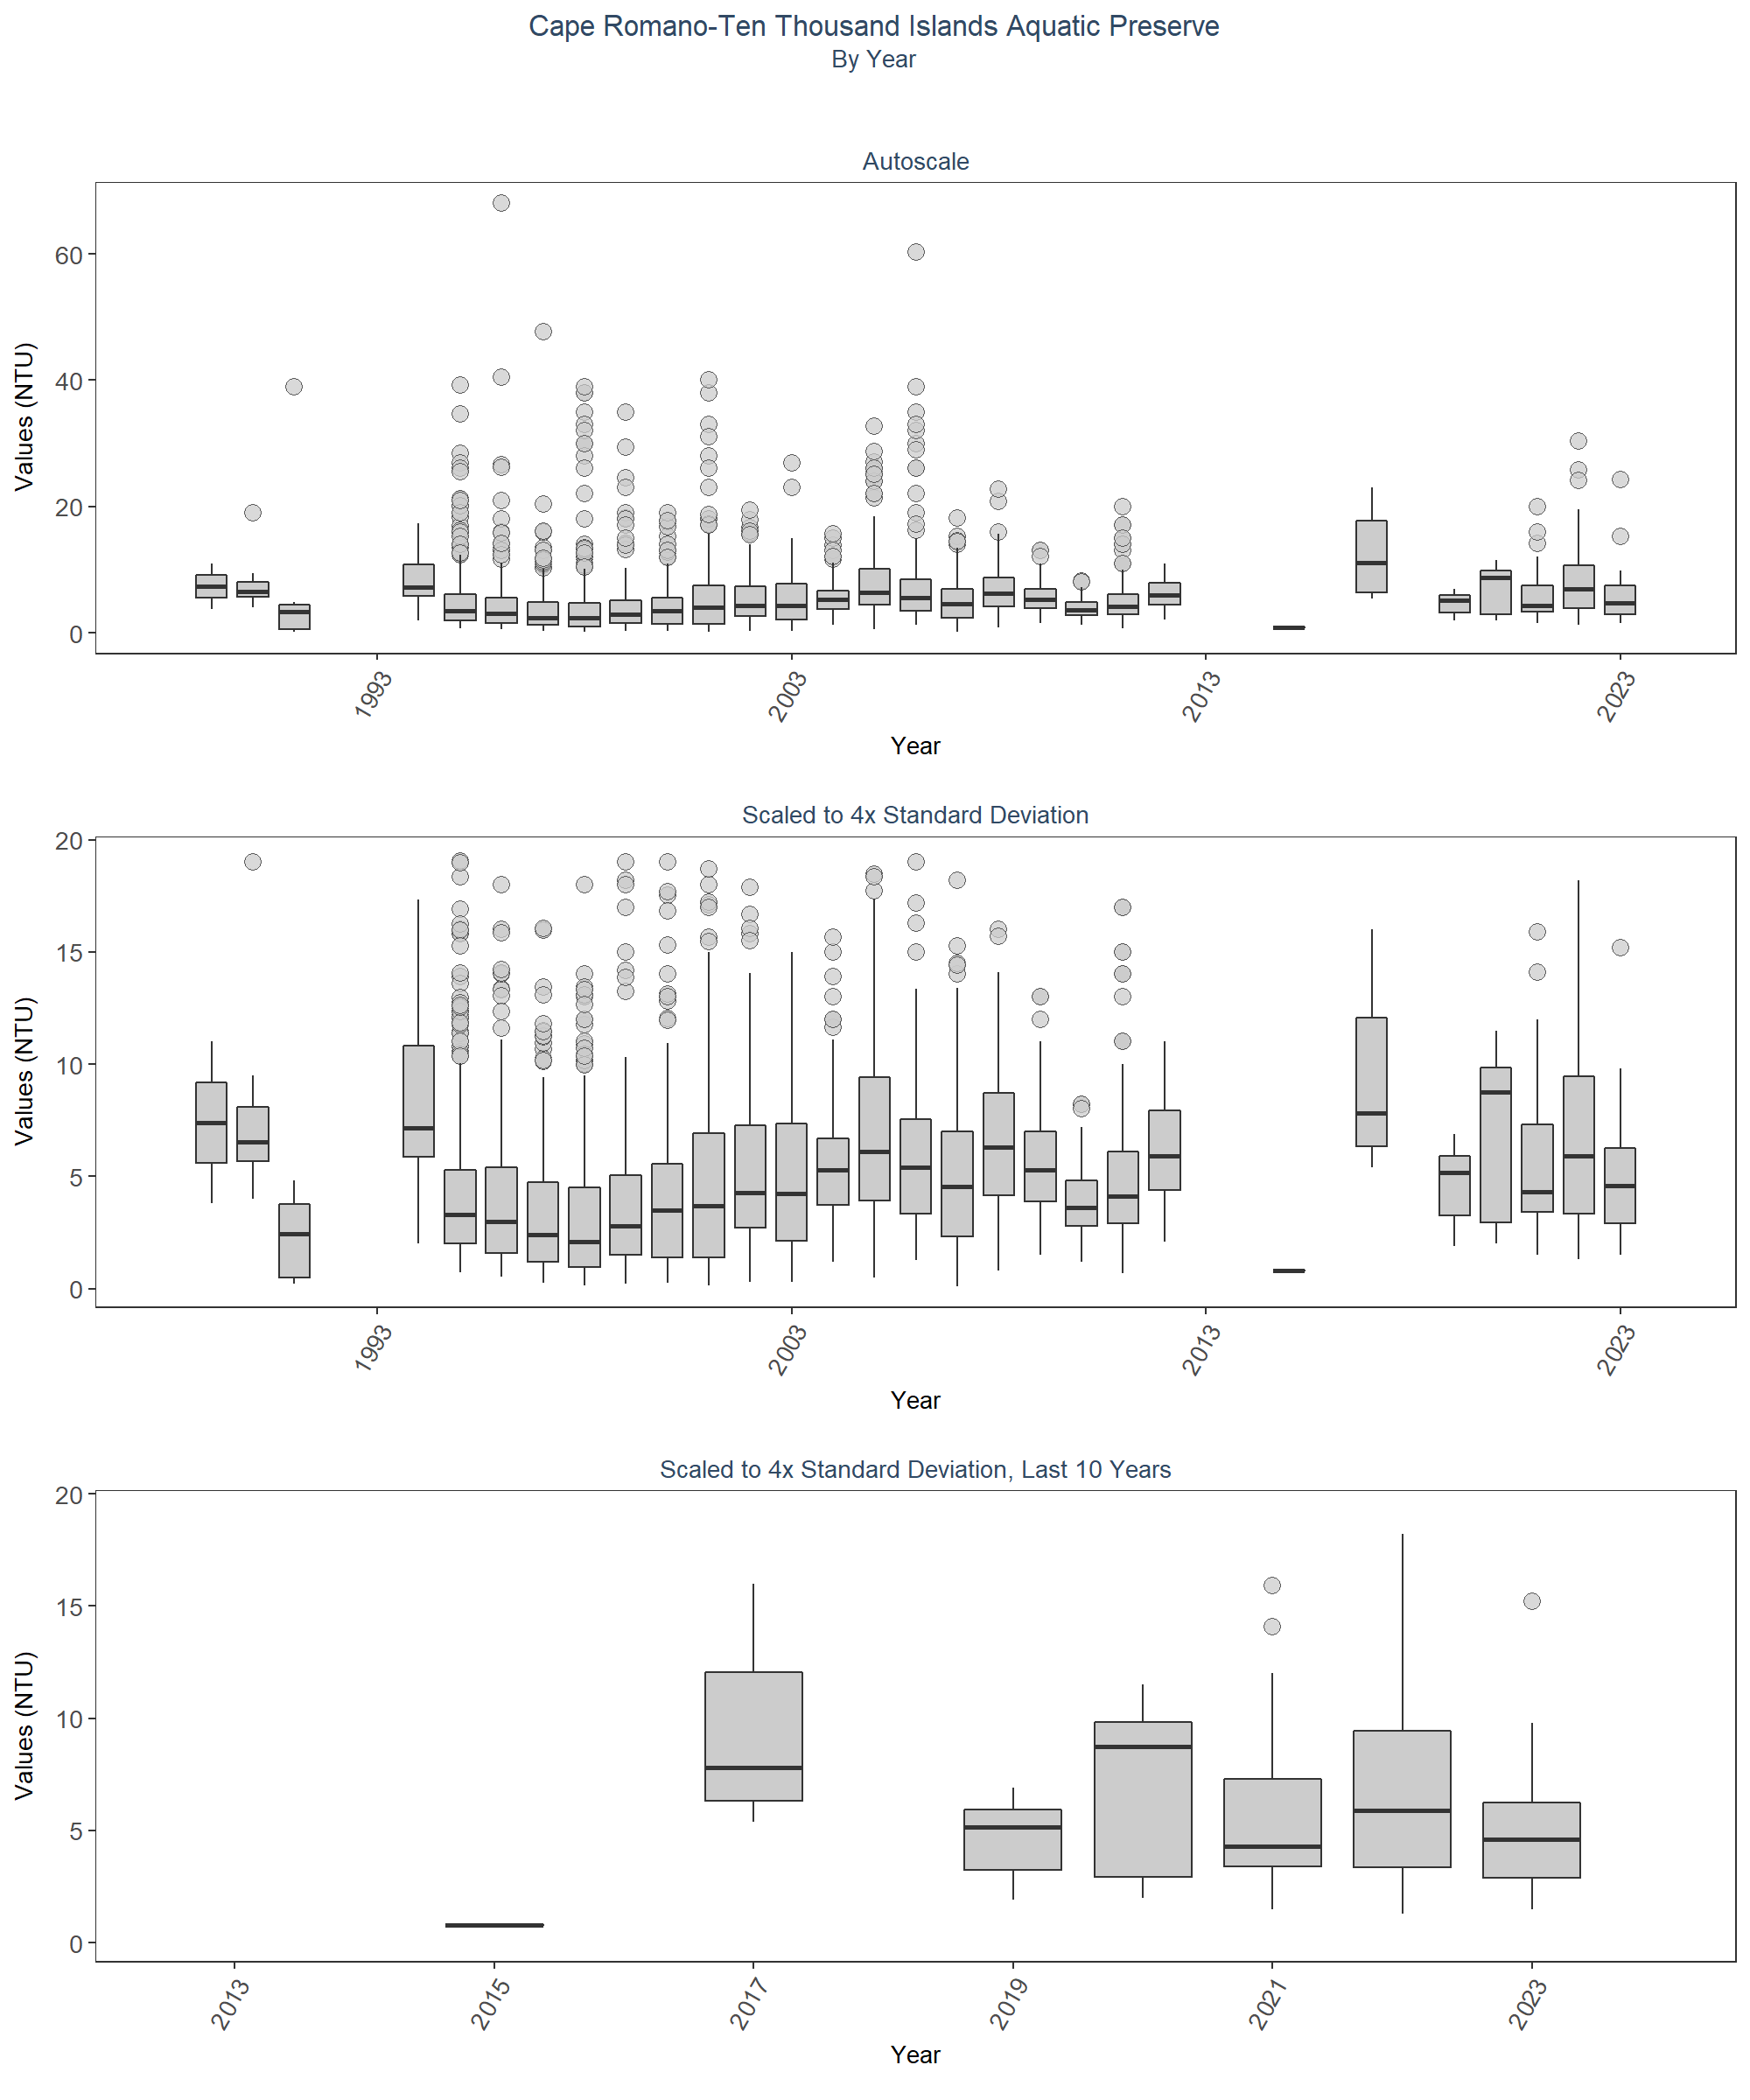 Cape Romano-Ten Thousand Islands Aquatic Preserve
By Year
Autoscale
Values (NTU)
60
40
20
0
1993
2003
2013
2023
Year
Scaled to 4x Standard Deviation
Values (NTU)
20
15
10
5
0
1993
2003
2013
2023
Year
Scaled to 4x Standard Deviation, Last 10 Years
Values (NTU)
20
15
10
5
0
2013
2015
2017
2019
2021
2023
Year